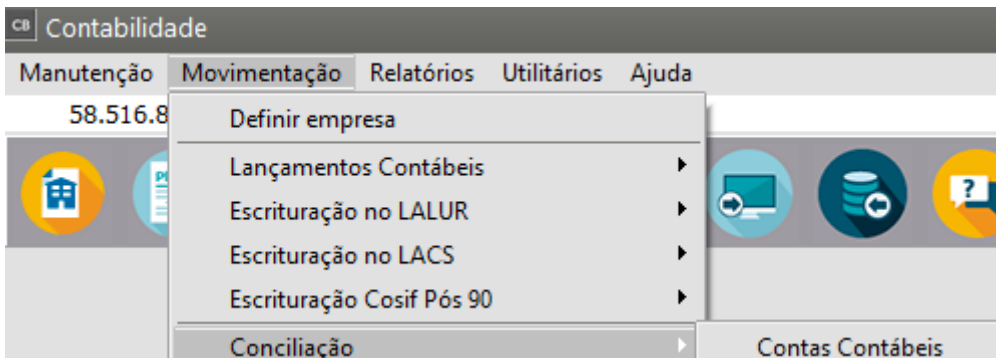 CB Contabilidade
Manutenção Movimentação Relatórios Utilitários Ajuda
58.516.8
Definir empresa
Lançamentos Contábeis
Escrituração no LALUR
Escrituração no LACS
Escrituração Cosif Pós 90
Conciliação Contas Contábeis